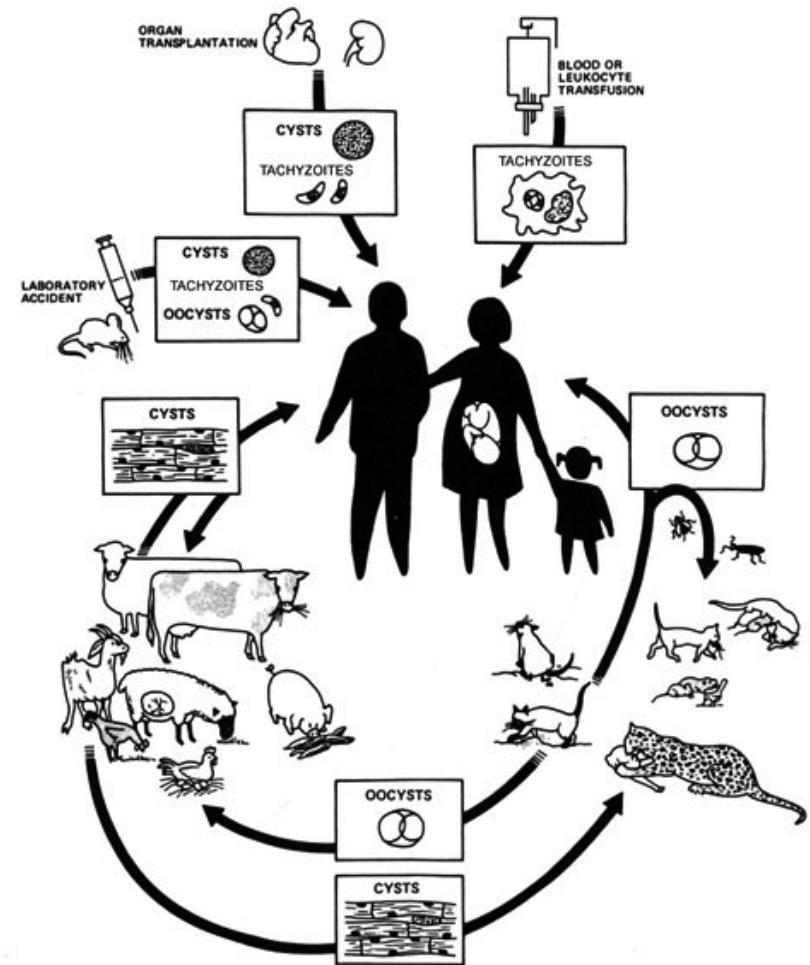 ORGAN
TRANSPLANTATION
BLOOD OR
LEUKOCYTE
TRANSFUSION
CYSTS
TACHYZOITES
TACHYZOITES
LABORATORY
ACCIDENT
CYSTS
TACHYZOITES
OOCYSTS
CYSTS
OOCYSTS
OOCYSTS
CYSTS